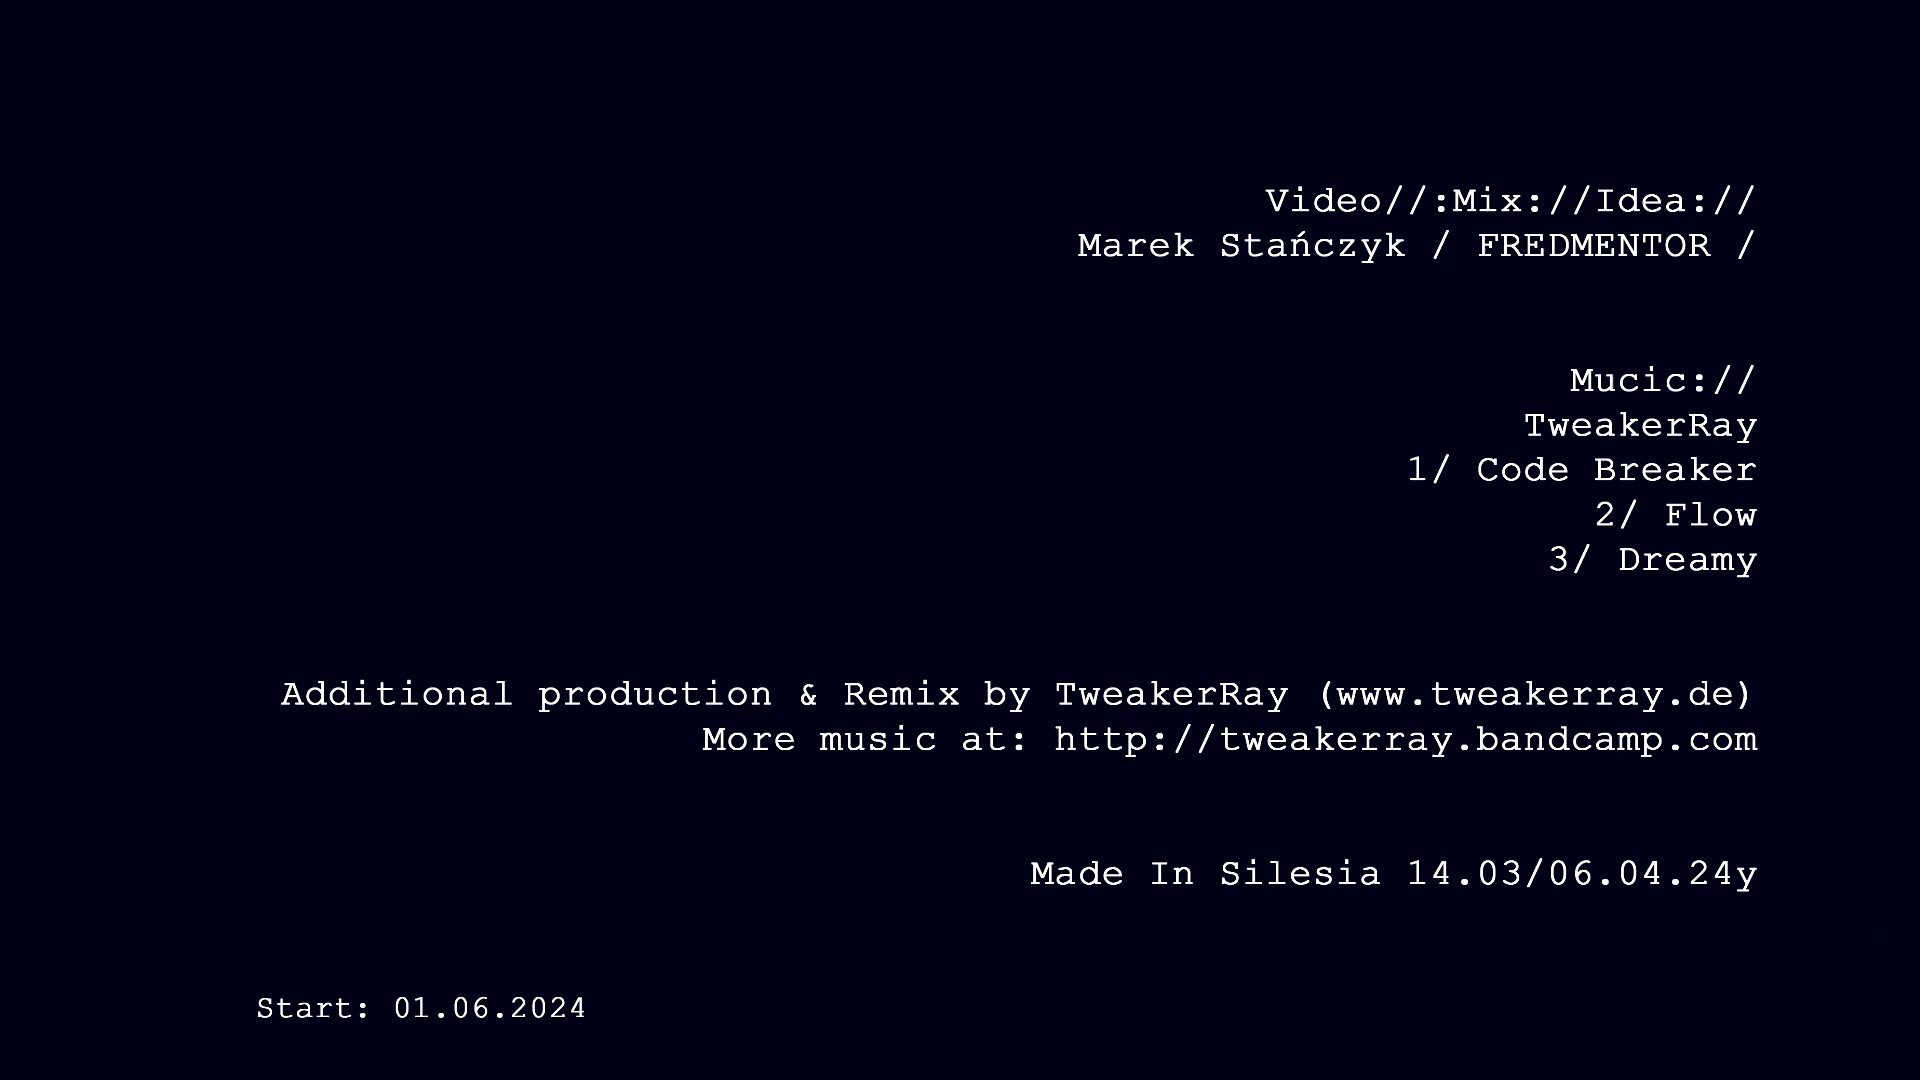 Video//:Mix://Idea://
Marek Stańczyk / FREDMENTOR /
Mucic://
TweakerRay
1/ Code Breaker
2/ Flow
3/ Dreamy
Additional production & Remix by TweakerRay (www.tweakerray.de)
More music at: http://tweakerray.bandcamp.com
Made In Silesia 14.03/06.04.24y
Start: 01.06.2024